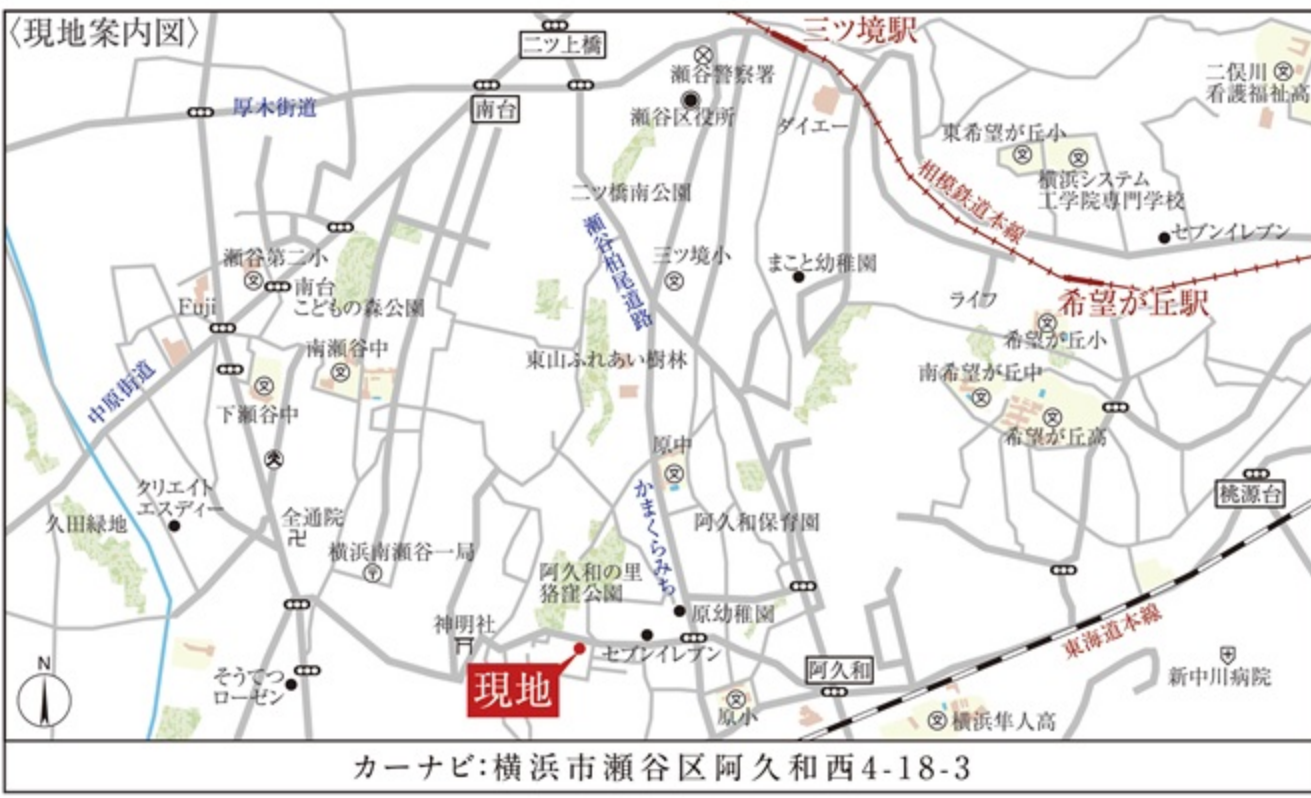 〈現地案内図〉
二ツ上橋
三ツ境駅
瀬谷警察署
二俣川
看護福祉高
厚木街道
南台
瀬谷区役所
ダイエー
東希望が丘小
横浜システム
工学院専門学校
相模鉄道本線
二ツ橋南公園
セブンイレブン
瀬谷柏尾道路
瀬谷第二小
三ツ境小
まこと幼稚園
南台
こどもの森公園
Fuji
ライフ
希望が丘駅
希望が丘小
南瀬谷中
東山ふれあい樹林
南希望が丘中
中原街道
下瀬谷中
希望が丘高
原中
クリエイト
エスディー
かまくらみち
桃源台
久田緑地
全通院
阿久和保育園
横浜南瀬谷一局
阿久和の里
狢窪公園
神明社
原幼稚園
東海道本線
セブンイレブン
N
そうてつ
ローゼン
現地
阿久和
新中川病院
原小
横浜隼人高
カーナビ:横浜市瀬谷区阿久和西4-18-3